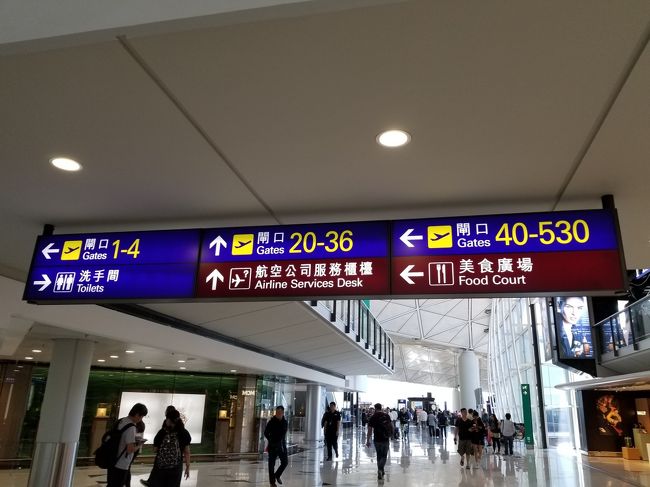 閘口
Gates 1-4
洗手間
Toilets
閘口
Gates 20-36
航空公司服務櫃檯
Airline Services Desk
閘口
Gates 40-530
美食廣場
Food Court